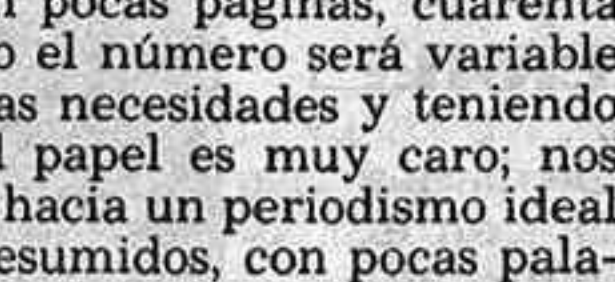 pocas páginas, cuarenta
o el número será variable
as necesidades y teniendo
papel es muy caro; nos
hacia un periodismo ideal
esumidos, con pocas pala-